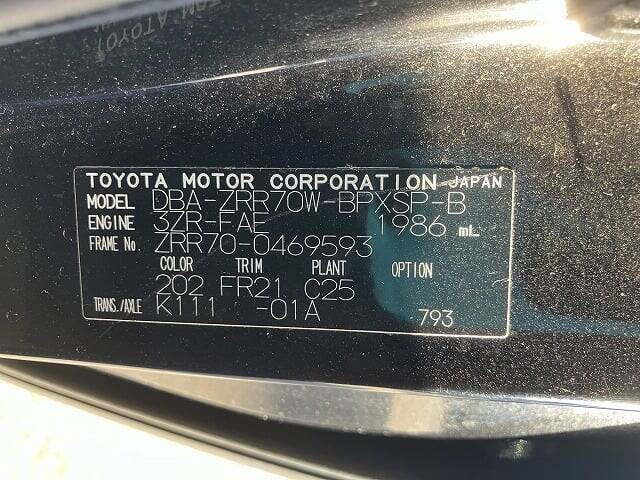 TOYOTA MOTOR CORPORATION JAPAN
MODEL DBA-ZRR70W-BPXSP-B
ENGINE 3ZR-FAE 1986 mL
FRAME No. ZRR70-0469593
COLOR TRIM PLANT OPTION
202 FR21 C25
TRANS./AXLE K111 -01A 793